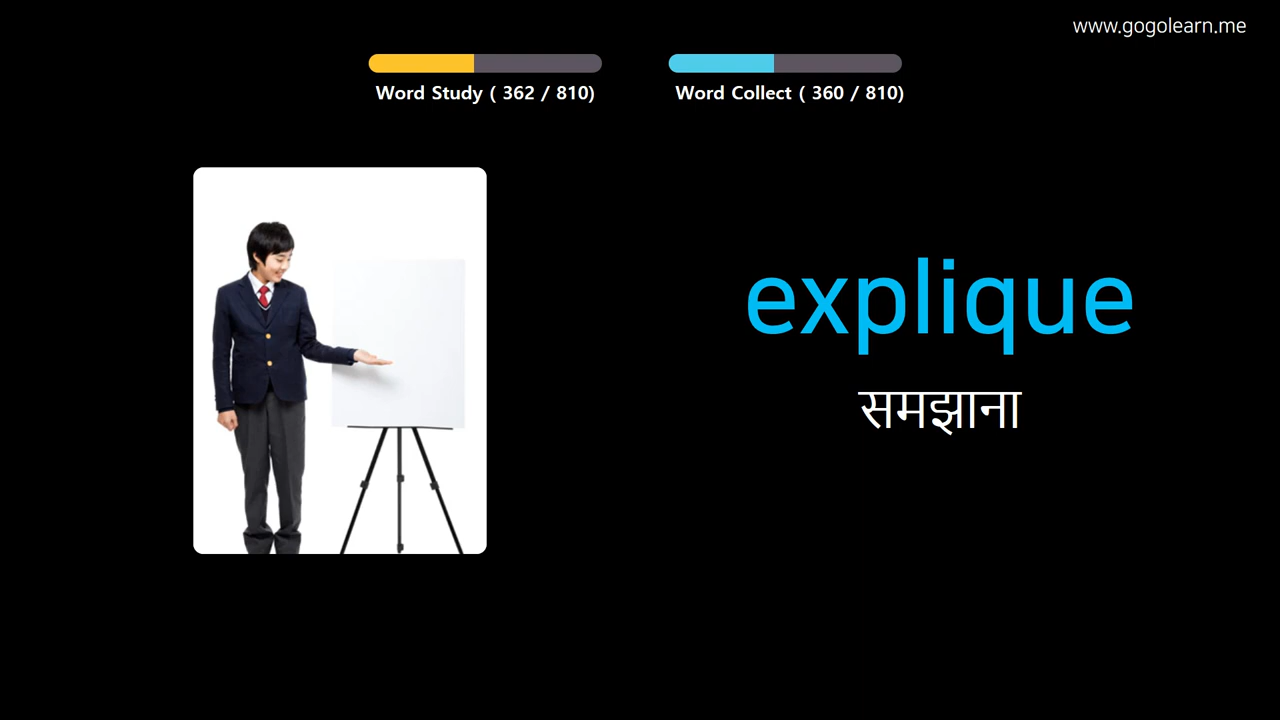 www.gogolearn.me
Word Study ( 362 / 810)
Word Collect ( 360 / 810)
explique
समझाना